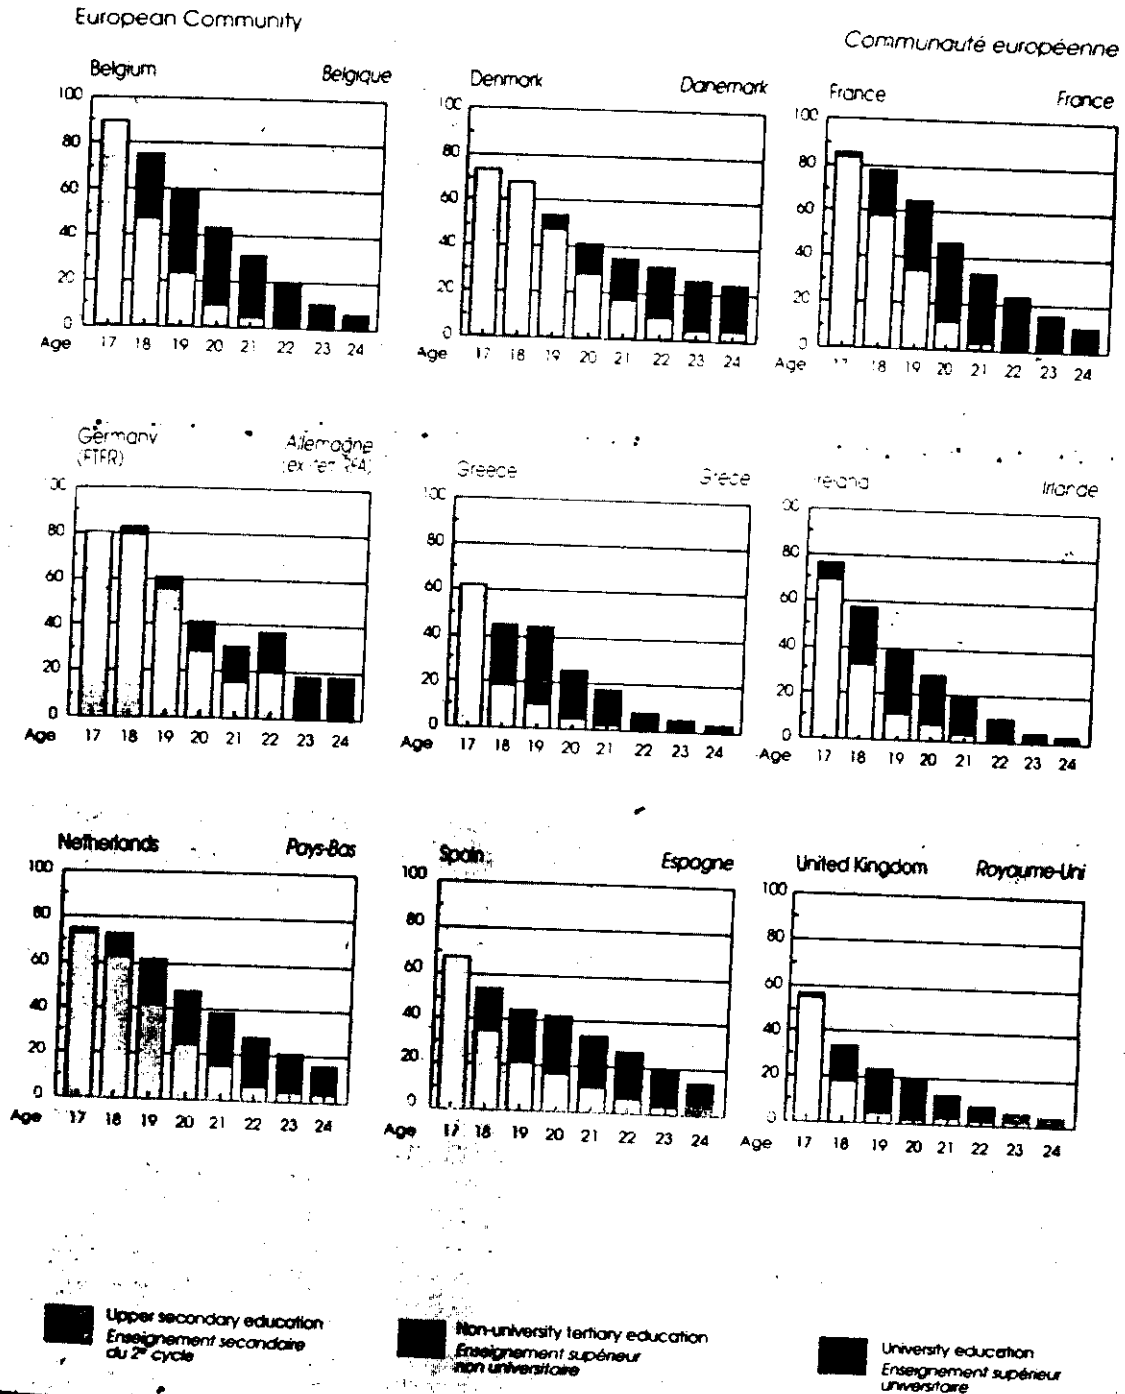 European Community
Communauté européenne
Belgium Belgique
100
80
60
40
20
0
Age 17 18 19 20 21 22 23 24
Denmark Danemark
100
80
60
40
20
0
Age 17 18 19 20 21 22 23 24
France France
100
80
60
40
20
Age 17 18 19 20 21 22 23 24
Germany Allemagne
(FTFR) (ex
80
60
40
20
0
Age 17 18 19 20 21 22 23 24
Greece Grèce
100
80
60
40
20
0
Age 17 18 19 20 21 22 23 24
Ireland Irlande
80
60
40
20
0
Age 17 18 19 20 21 22 23 24
Netherlands Pays-Bas
100
80
60
40
20
0
Age 17 18 19 20 21 22 23 24
Spain Espagne
100
80
60
40
20
0
Age 17 18 19 20 21 22 23 24
United Kingdom Royaume-Uni
100
80
60
40
20
0
Age 17 18 19 20 21 22 23 24
Upper secondary education
Enseignement secondaire
du 2e cycle
Non-university tertiary education
Enseignement supérieur
non universitaire
University education
Enseignement supérieur
universitaire